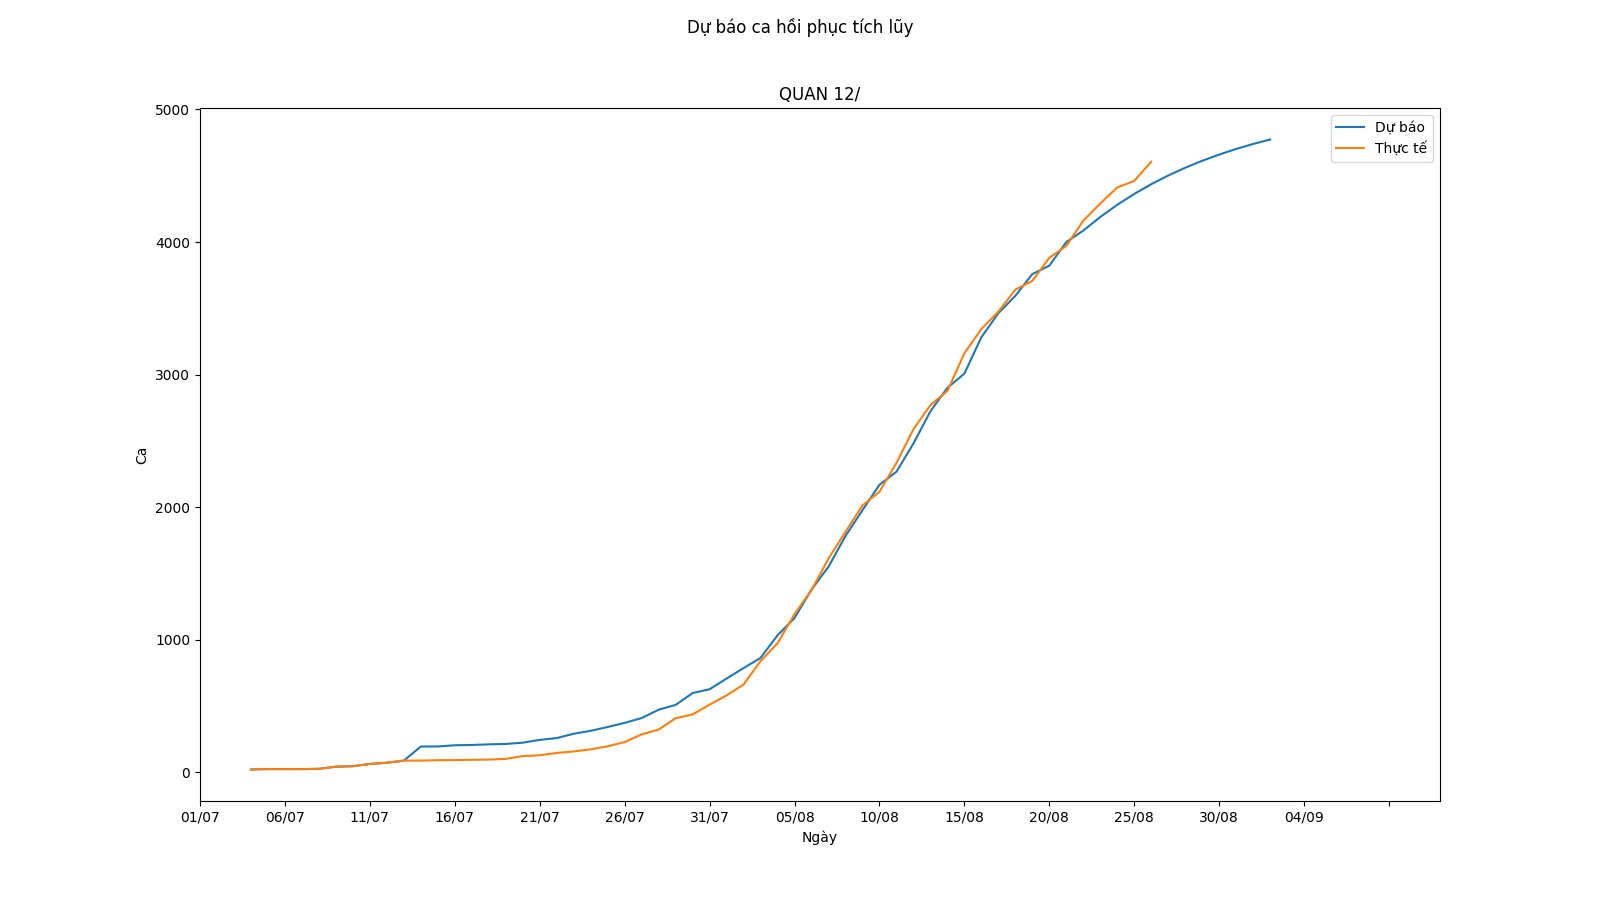 Dự báo ca hồi phục tích lũy
QUAN 12/
Dự báo
Thực tế
5000
4000
3000
2000
1000
0
Ca
01/07 06/07 11/07 16/07 21/07 26/07 31/07 05/08 10/08 15/08 20/08 25/08 30/08 04/09
Ngày